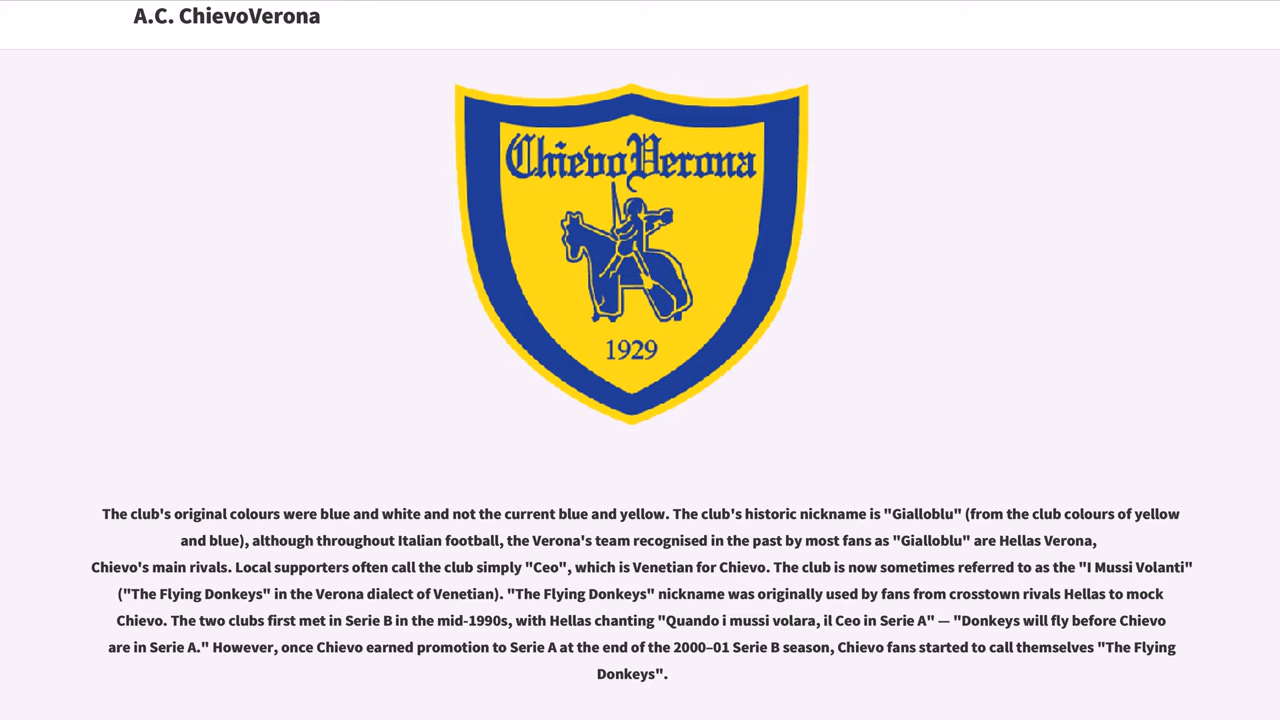 A.C. ChievoVerona
ChievoVerona
1929
The club's original colours were blue and white and not the current blue and yellow. The club's historic nickname is "Gialloblu" (from the club colours of yellow
and blue), although throughout Italian football, the Verona's team recognised in the past by most fans as "Gialloblu" are Hellas Verona,
Chievo's main rivals. Local supporters often call the club simply "Ceo", which is Venetian for Chievo. The club is now sometimes referred to as the "I Mussi Volanti"
("The Flying Donkeys" in the Verona dialect of Venetian). "The Flying Donkeys" nickname was originally used by fans from crosstown rivals Hellas to mock
Chievo. The two clubs first met in Serie B in the mid-1990s, with Hellas chanting "Quando i mussi volara, il Ceo in Serie A" — "Donkeys will fly before Chievo
are in Serie A." However, once Chievo earned promotion to Serie A at the end of the 2000–01 Serie B season, Chievo fans started to call themselves "The Flying
Donkeys".